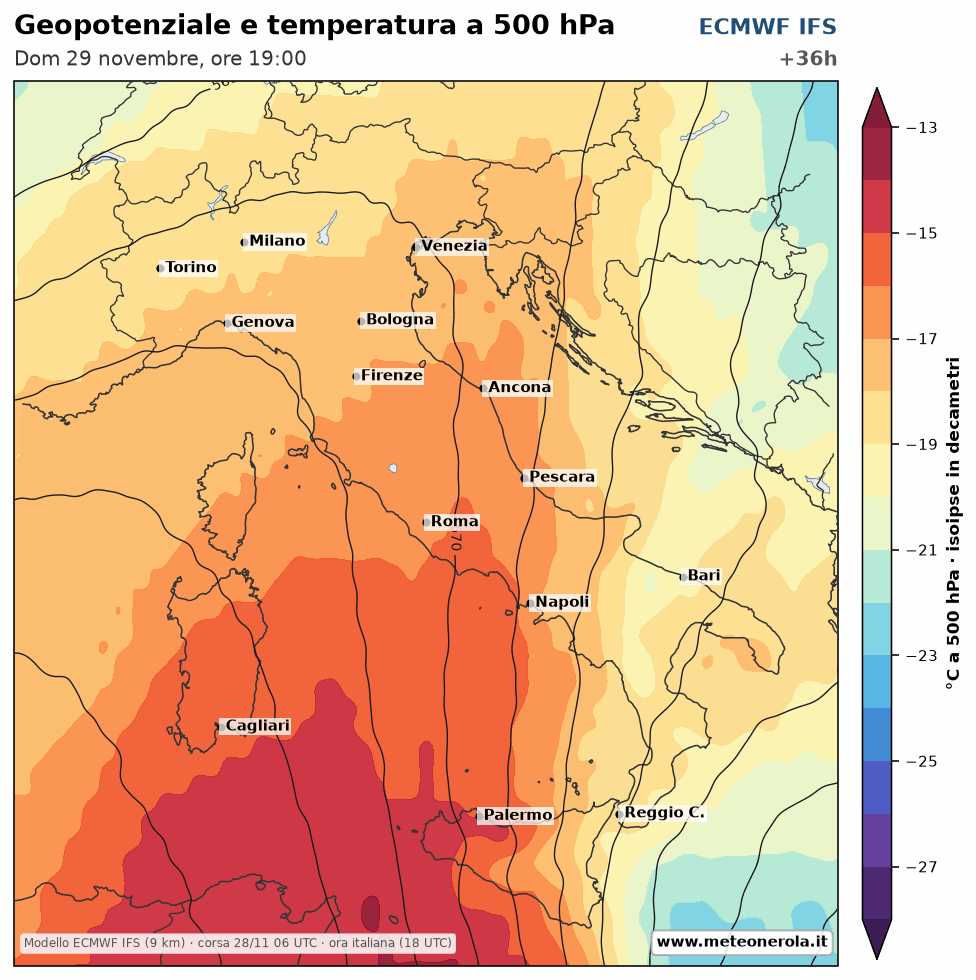 Geopotenziale e temperatura a 500 hPa
ECMWF IFS
Dom 29 novembre, ore 19:00
+36h
Milano
Venezia
Torino
Genova
Bologna
Firenze
Ancona
Pescara
Roma
70
Bari
Napoli
Cagliari
Palermo
Reggio C.
−13
−15
−17
−19
−21
−23
−25
−27
°C a 500 hPa · isoipse in decametri
Modello ECMWF IFS (9 km) · corsa 28/11 06 UTC · ora italiana (18 UTC)
www.meteonerola.it